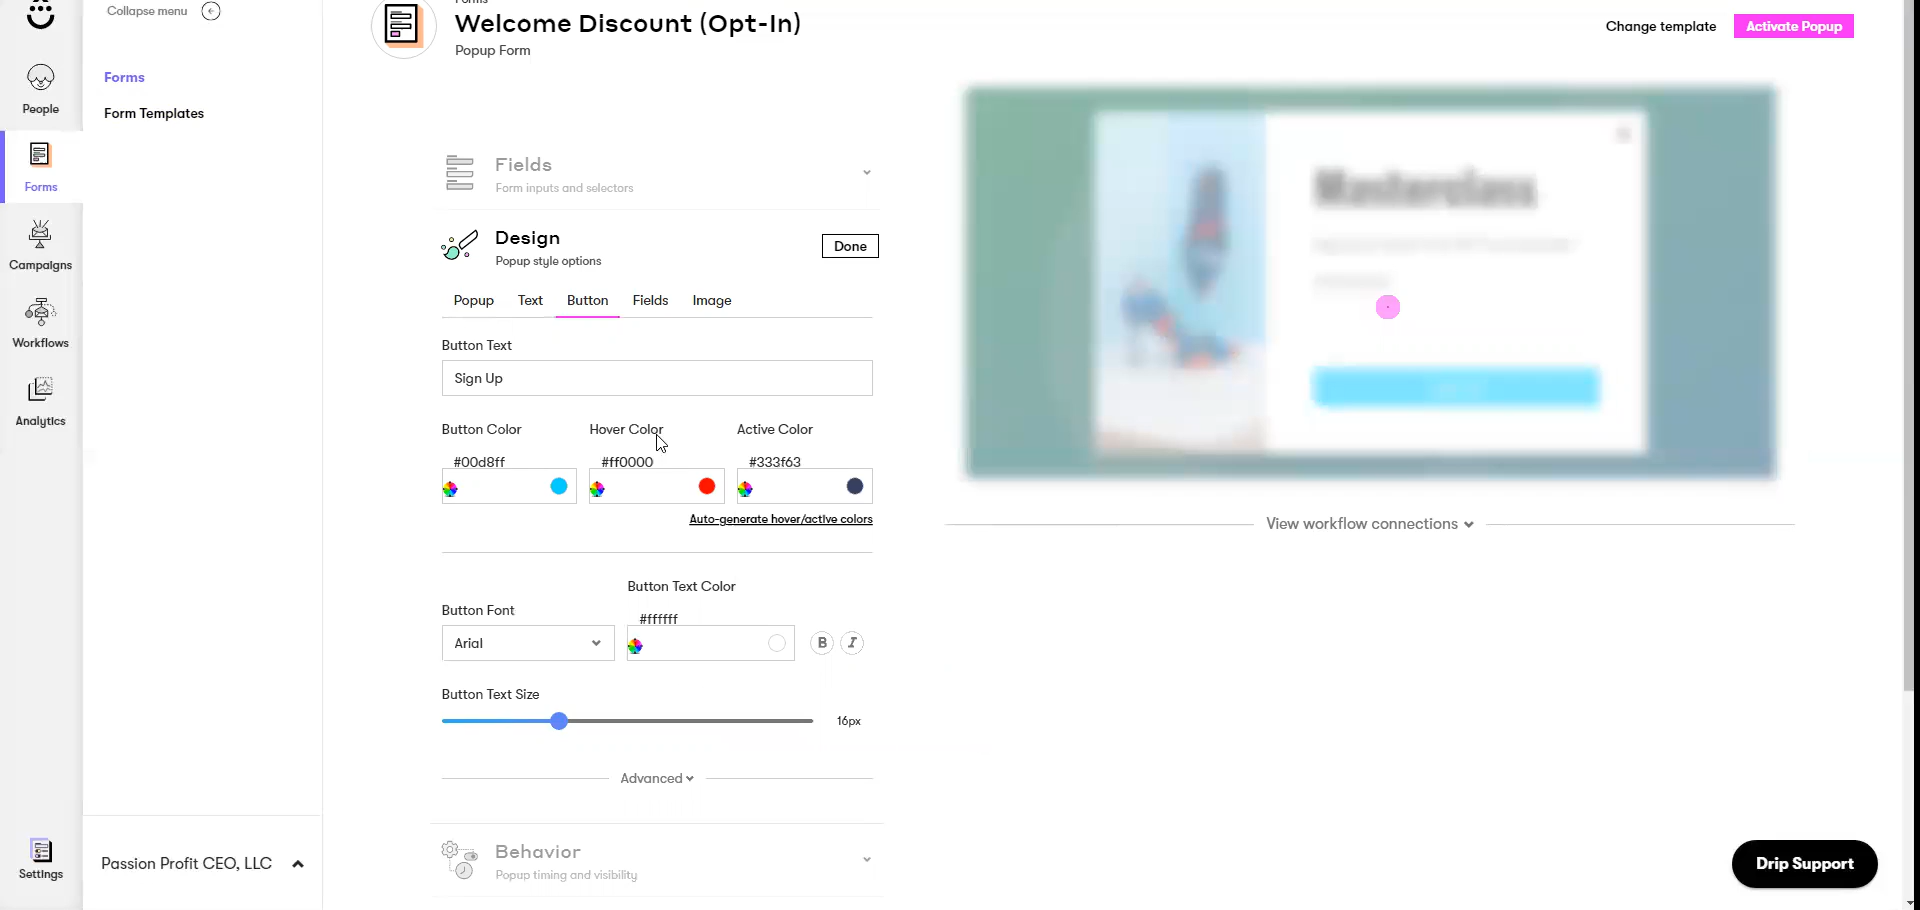 Collapse menu
People
Forms
Campaigns
Workflows
Analytics
Settings
Forms
Form Templates
Passion Profit CEO, LLC
Welcome Discount (Opt-In)
Popup Form
Change template
Activate Popup
Fields
Form inputs and selectors
Design
Popup style options
Done
Popup Text Button Fields Image
Button Text
Sign Up
Button Color Hover Color Active Color
#00d8ff #ff0000 #333f63
Auto-generate hover/active colors
Button Text Color
Button Font
#ffffff
Arial
B I
Button Text Size
16px
Advanced
Behavior
Popup timing and visibility
Masterclass
View workflow connections
Drip Support